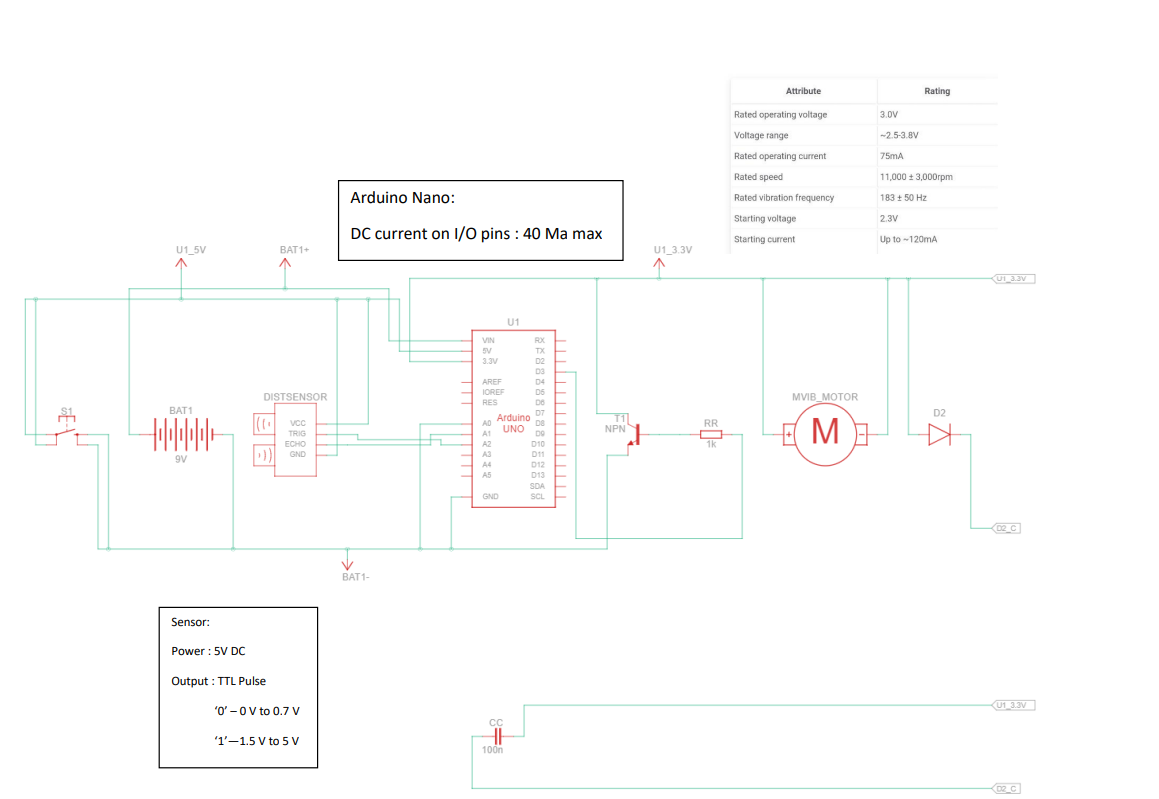 Attribute Rating
Rated operating voltage 3.0V
Voltage range ~2.5-3.8V
Rated operating current 75mA
Rated speed 11,000 ± 3,000rpm
Rated vibration frequency 183 ± 50 Hz
Starting voltage 2.3V
Starting current Up to ~120mA
Arduino Nano:
DC current on I/O pins : 40 Ma max
U1_5V BAT1+ U1_3.3V
U1_3.3V
U1
VIN RX
5V TX
3.3V D2
D3
AREF D4
IOREF D5
RES D6
D7
A0 D8
A1 D9
A2 D10
A3 D11
A4 D12
A5 D13
SDA
GND SCL
Arduino
UNO
S1
BAT1
9V
DISTSENSOR
VCC
TRIG
ECHO
GND
T1
NPN
RR
1k
MVIB_MOTOR
+ M -
D2
D2_C
BAT1-
Sensor:
Power : 5V DC
Output : TTL Pulse
‘0’ – 0 V to 0.7 V
‘1’—1.5 V to 5 V
U1_3.3V
CC
100n
D2_C